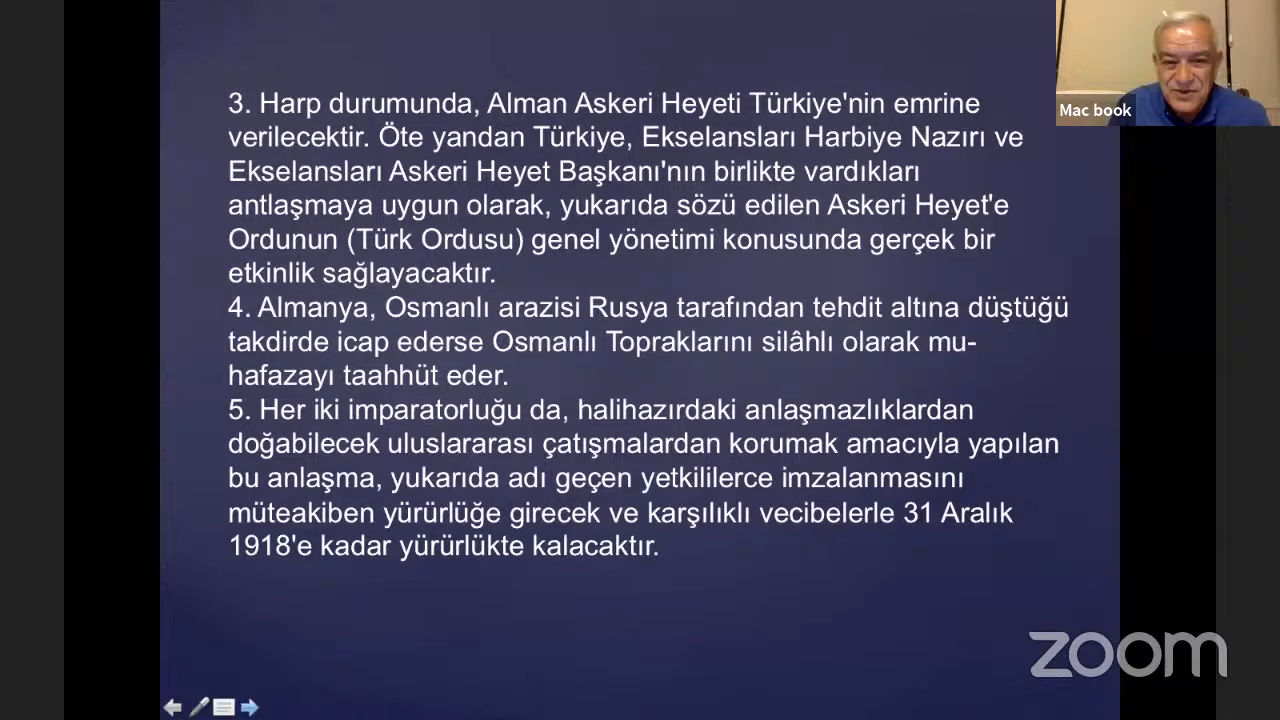 3. Harp durumunda, Alman Askeri Heyeti Türkiye'nin emrine
verilecektir. Öte yandan Türkiye, Ekselansları Harbiye Nazırı ve
Ekselansları Askeri Heyet Başkanı'nın birlikte vardıkları
antlaşmaya uygun olarak, yukarıda sözü edilen Askeri Heyet'e
Ordunun (Türk Ordusu) genel yönetimi konusunda gerçek bir
etkinlik sağlayacaktır.
4. Almanya, Osmanlı arazisi Rusya tarafından tehdit altına düştüğü
takdirde icap ederse Osmanlı Topraklarını silâhlı olarak mu-
hafazayı taahhüt eder.
5. Her iki imparatorluğu da, halihazırdaki anlaşmazlıklardan
doğabilecek uluslararası çatışmalardan korumak amacıyla yapılan
bu anlaşma, yukarıda adı geçen yetkililerce imzalanmasını
müteakiben yürürlüğe girecek ve karşılıklı vecibelerle 31 Aralık
1918'e kadar yürürlükte kalacaktır.
Mac book
zoom